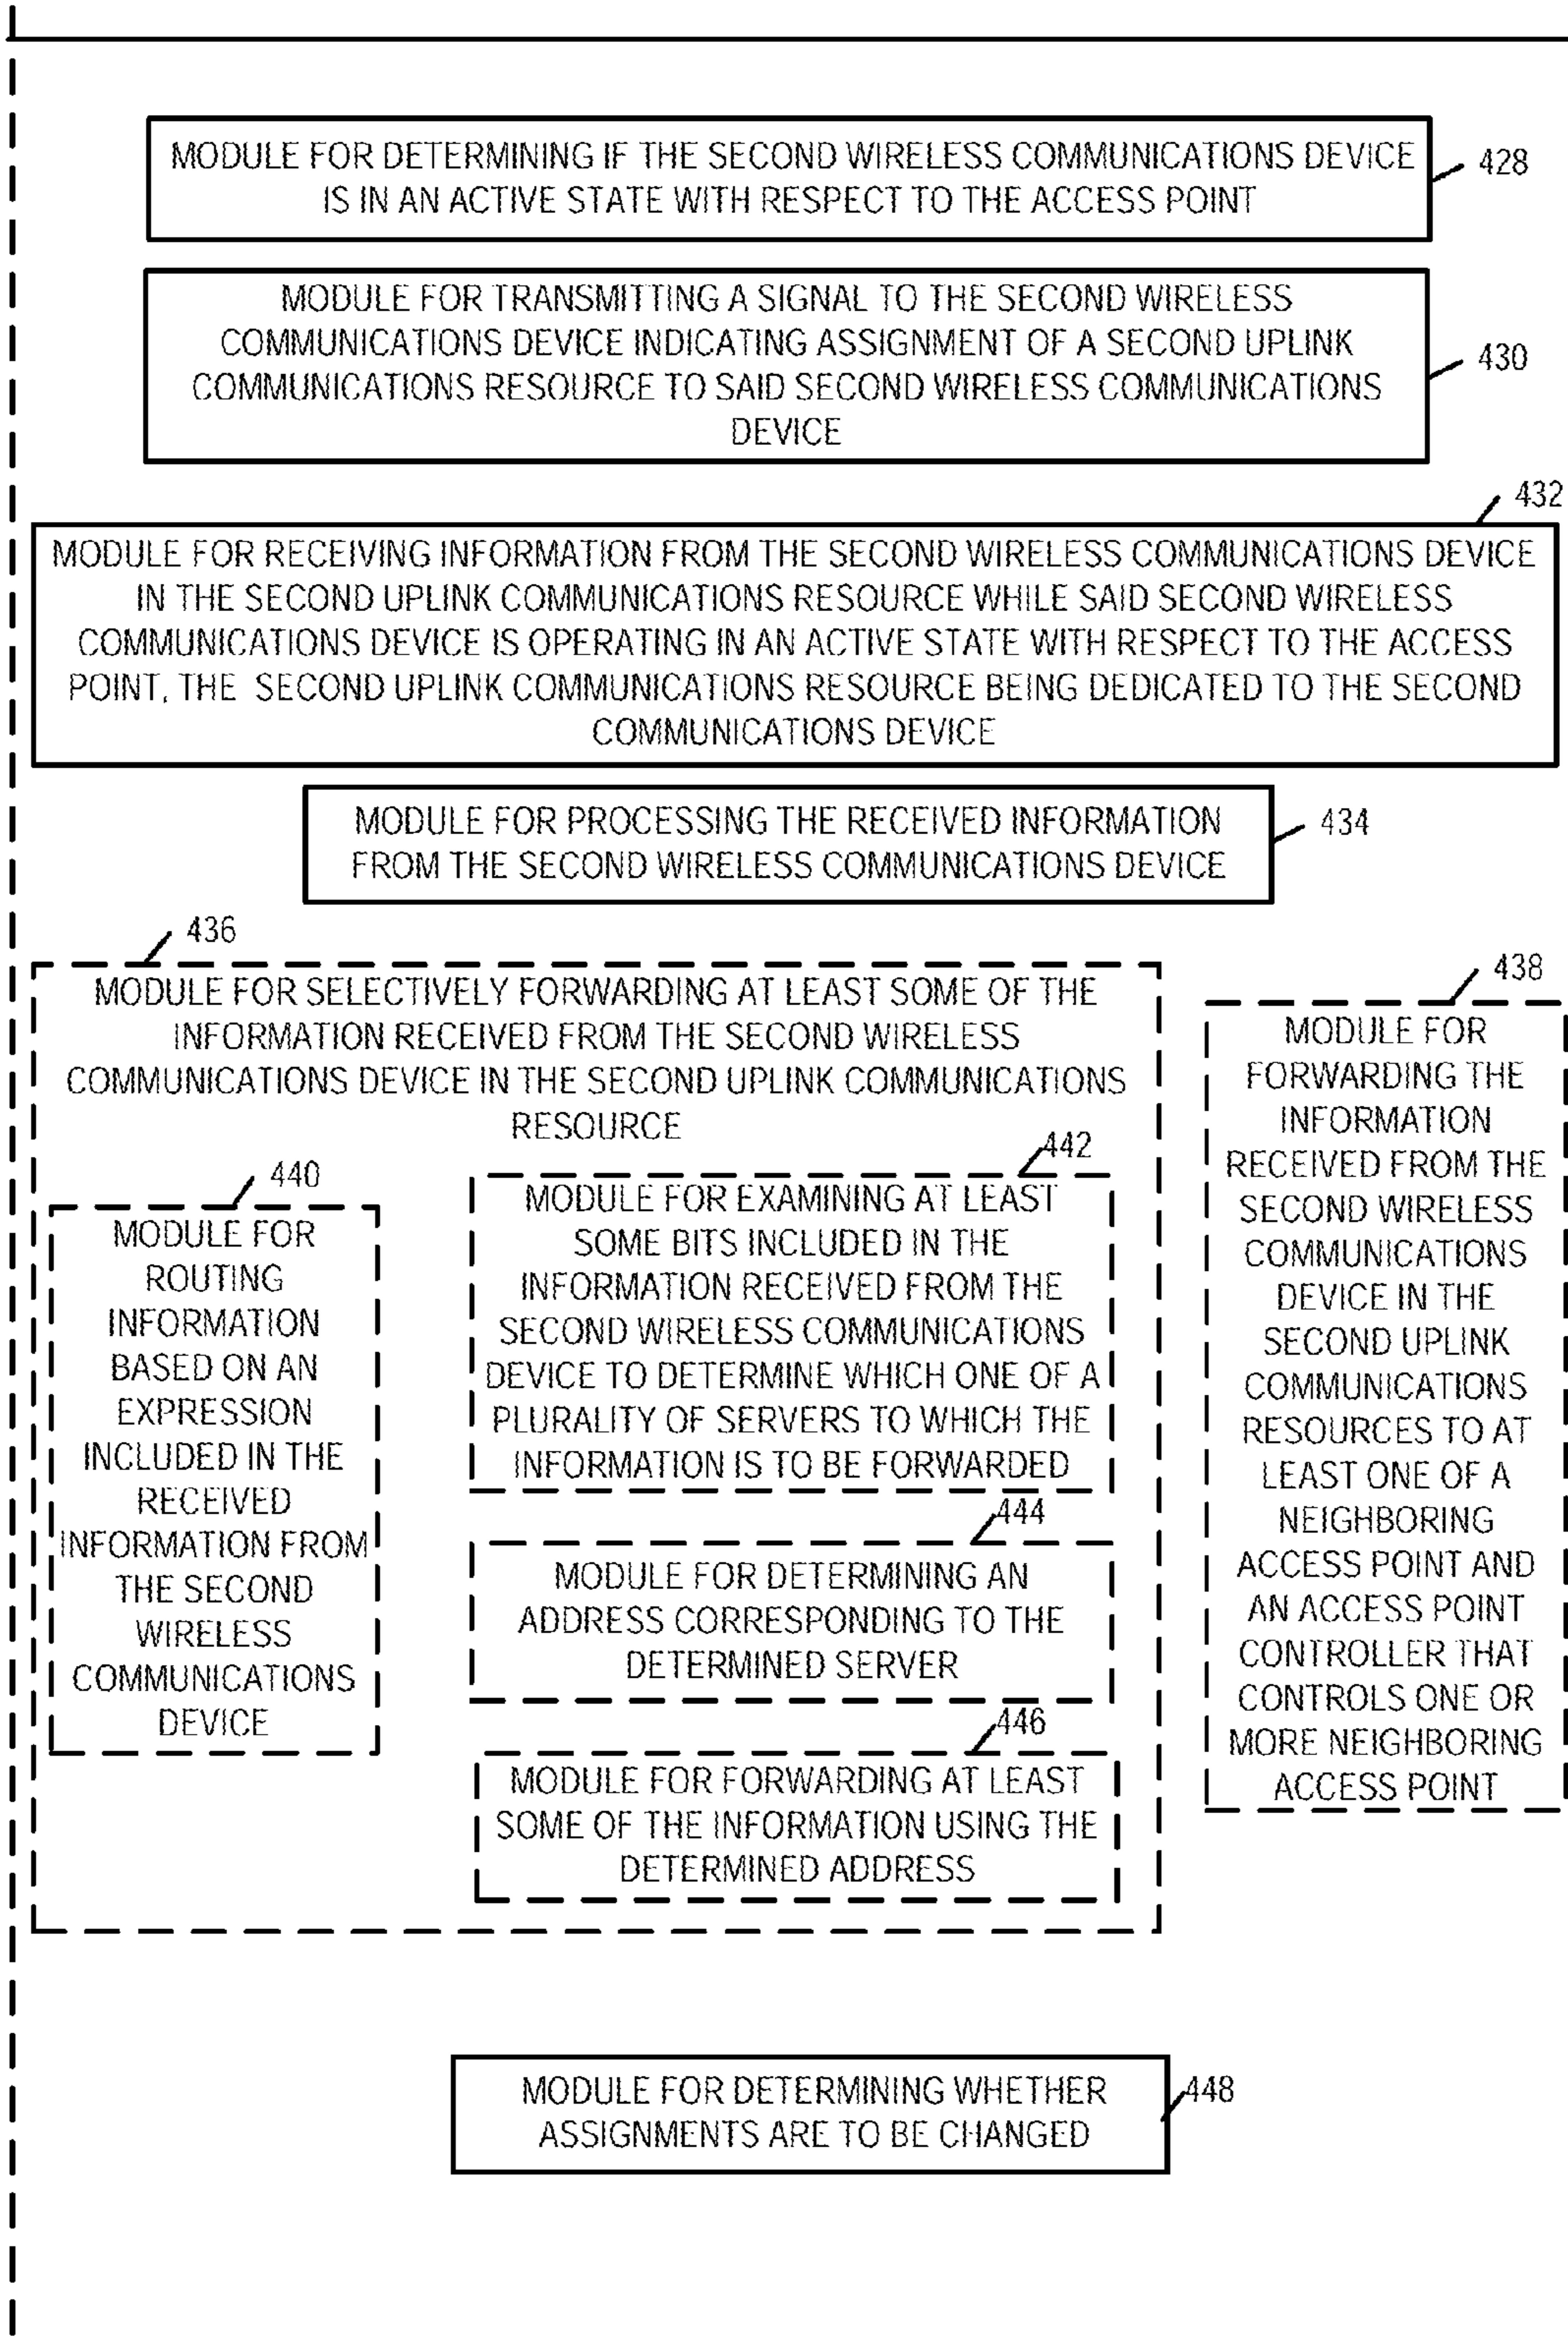 MODULE FOR DETERMINING IF THE SECOND WIRELESS COMMUNICATIONS DEVICE
IS IN AN ACTIVE STATE WITH RESPECT TO THE ACCESS POINT
428
MODULE FOR TRANSMITTING A SIGNAL TO THE SECOND WIRELESS
COMMUNICATIONS DEVICE INDICATING ASSIGNMENT OF A SECOND UPLINK
COMMUNICATIONS RESOURCE TO SAID SECOND WIRELESS COMMUNICATIONS
DEVICE
430
432
MODULE FOR RECEIVING INFORMATION FROM THE SECOND WIRELESS COMMUNICATIONS DEVICE
IN THE SECOND UPLINK COMMUNICATIONS RESOURCE WHILE SAID SECOND WIRELESS
COMMUNICATIONS DEVICE IS OPERATING IN AN ACTIVE STATE WITH RESPECT TO THE ACCESS
POINT, THE SECOND UPLINK COMMUNICATIONS RESOURCE BEING DEDICATED TO THE SECOND
COMMUNICATIONS DEVICE
MODULE FOR PROCESSING THE RECEIVED INFORMATION
FROM THE SECOND WIRELESS COMMUNICATIONS DEVICE
434
436
MODULE FOR SELECTIVELY FORWARDING AT LEAST SOME OF THE
INFORMATION RECEIVED FROM THE SECOND WIRELESS
COMMUNICATIONS DEVICE IN THE SECOND UPLINK COMMUNICATIONS
RESOURCE
440
MODULE FOR
ROUTING
INFORMATION
BASED ON AN
EXPRESSION
INCLUDED IN THE
RECEIVED
INFORMATION FROM
THE SECOND
WIRELESS
COMMUNICATIONS
DEVICE
442
MODULE FOR EXAMINING AT LEAST
SOME BITS INCLUDED IN THE
INFORMATION RECEIVED FROM THE
SECOND WIRELESS COMMUNICATIONS
DEVICE TO DETERMINE WHICH ONE OF A
PLURALITY OF SERVERS TO WHICH THE
INFORMATION IS TO BE FORWARDED
444
MODULE FOR DETERMINING AN
ADDRESS CORRESPONDING TO THE
DETERMINED SERVER
446
MODULE FOR FORWARDING AT LEAST
SOME OF THE INFORMATION USING THE
DETERMINED ADDRESS
438
MODULE FOR
FORWARDING THE
INFORMATION
RECEIVED FROM THE
SECOND WIRELESS
COMMUNICATIONS
DEVICE IN THE
SECOND UPLINK
COMMUNICATIONS
RESOURCES TO AT
LEAST ONE OF A
NEIGHBORING
ACCESS POINT AND
AN ACCESS POINT
CONTROLLER THAT
CONTROLS ONE OR
MORE NEIGHBORING
ACCESS POINT
MODULE FOR DETERMINING WHETHER
ASSIGNMENTS ARE TO BE CHANGED
448